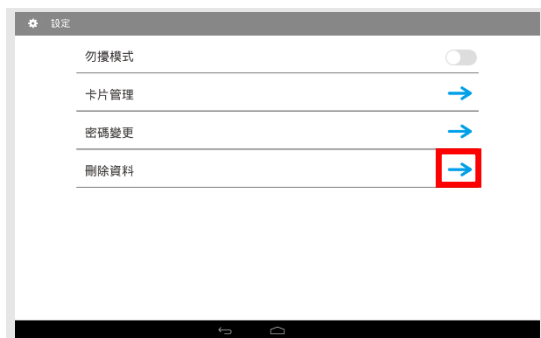 設定
勿擾模式
卡片管理
密碼變更
刪除資料